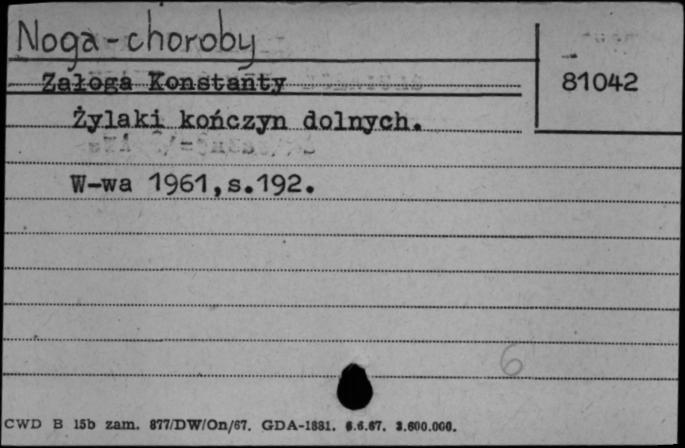 Noga - choroby
Załoga Konstanty
81042
Żylaki kończyn dolnych.
W-wa 1961,s.192.
6
CWD B 15b zam. 877/DW/On/67. GDA-1881. 6.6.67. 3.600.000.